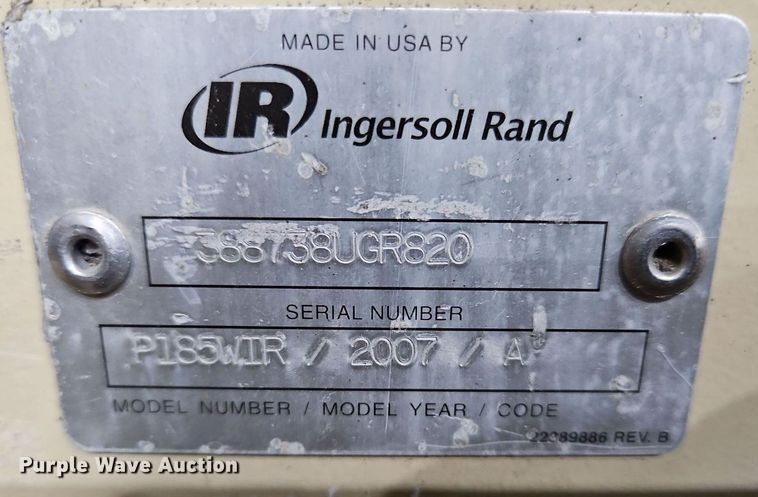 MADE IN USA BY
IR Ingersoll Rand
388738UGR820
SERIAL NUMBER
P185WIR / 2007 / A
MODEL NUMBER / MODEL YEAR / CODE
22389886 REV. B
Purple Wave Auction